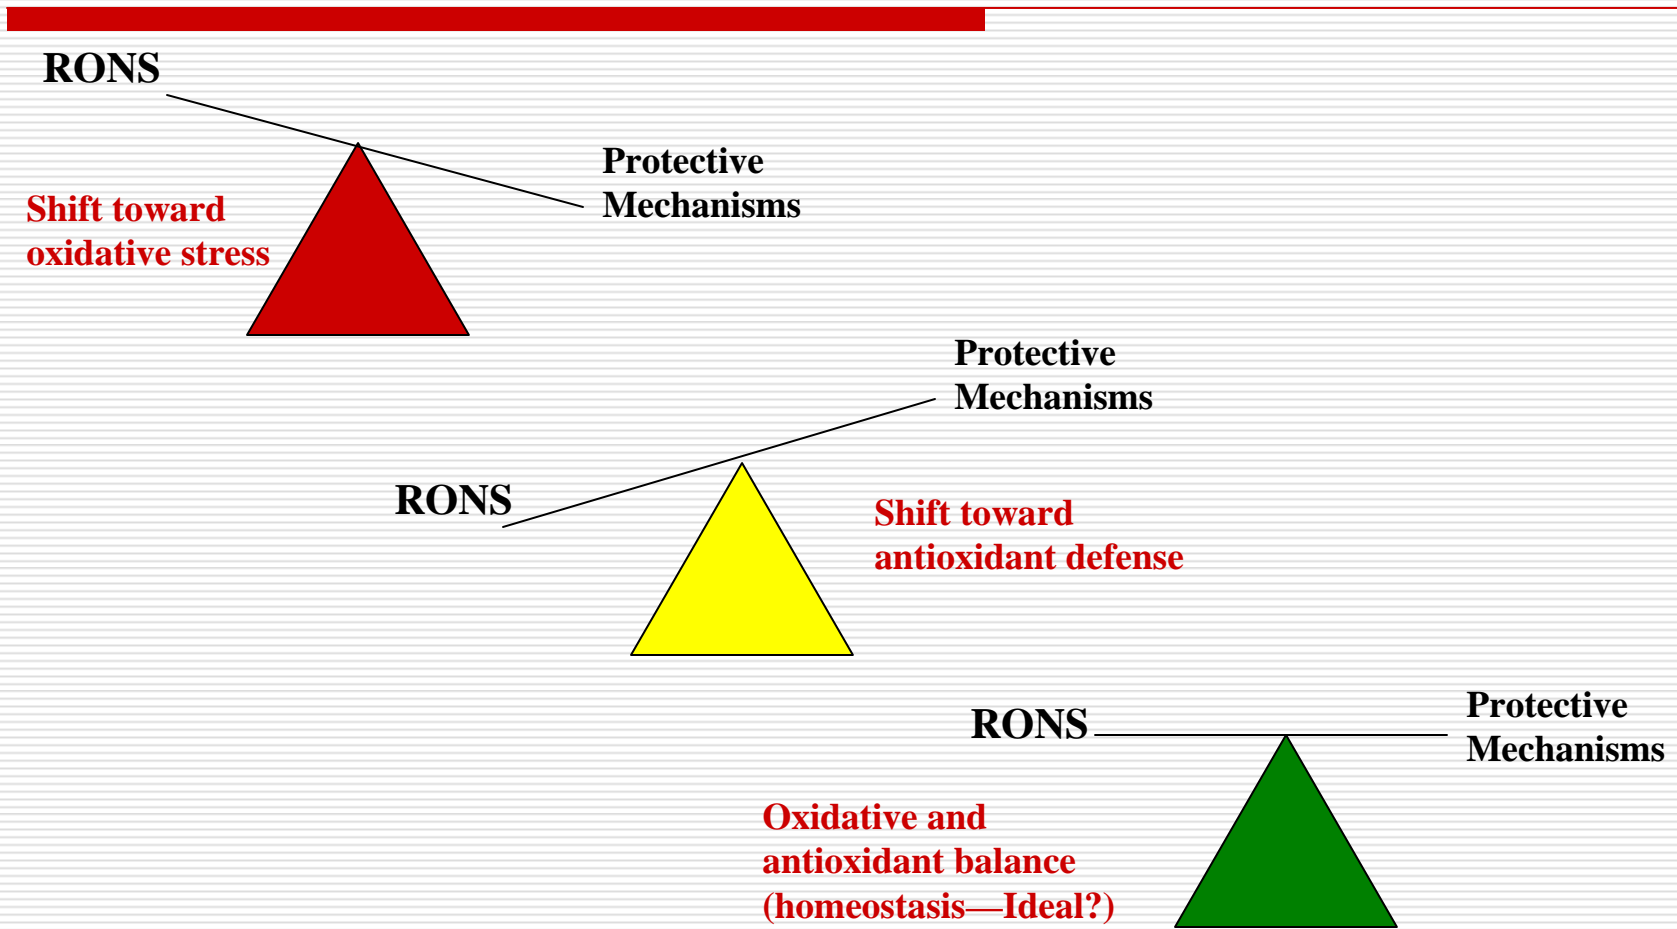 RONS
Protective
Mechanisms
Shift toward
oxidative stress
Protective
Mechanisms
RONS
Shift toward
antioxidant defense
RONS
Protective
Mechanisms
Oxidative and
antioxidant balance
(homeostasis—Ideal?)